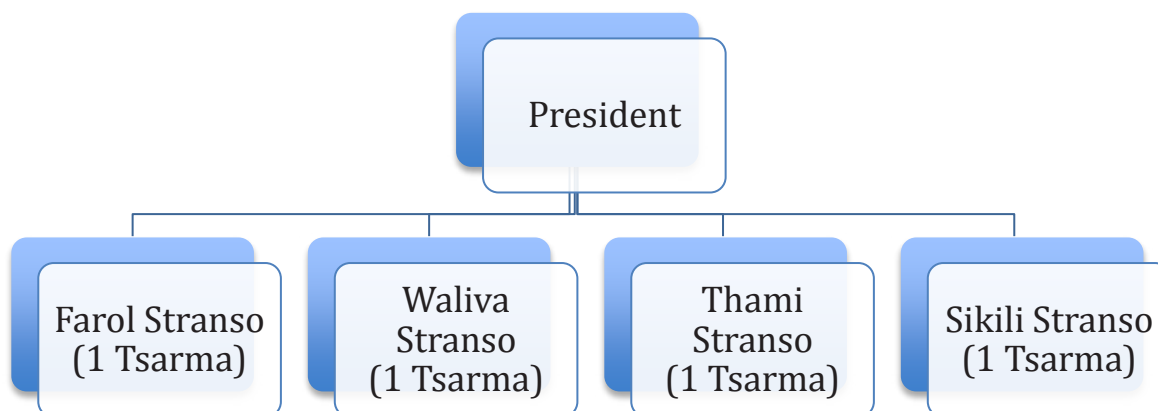 President
Farol Stranso
(1 Tsarma)
Waliva
Stranso
(1 Tsarma)
Thami
Stranso
(1 Tsarma)
Sikili Stranso
(1 Tsarma)